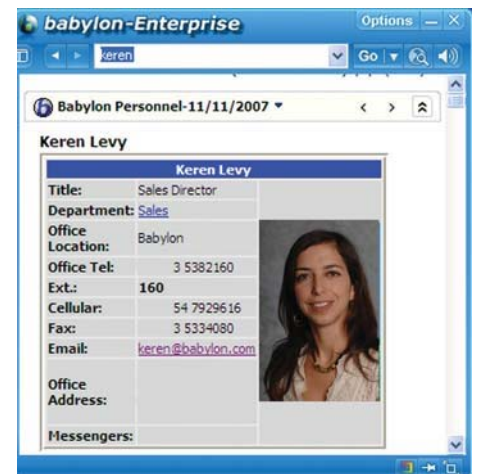 babylon-Enterprise
Options
keren
Go
Babylon Personnel-11/11/2007
Keren Levy
Keren Levy
Title: Sales Director
Department: Sales
Office Location: Babylon
Office Tel: 3 5382160
Ext.: 160
Cellular: 54 7929616
Fax: 3 5334080
Email: keren@babylon.com
Office Address:
Messengers: